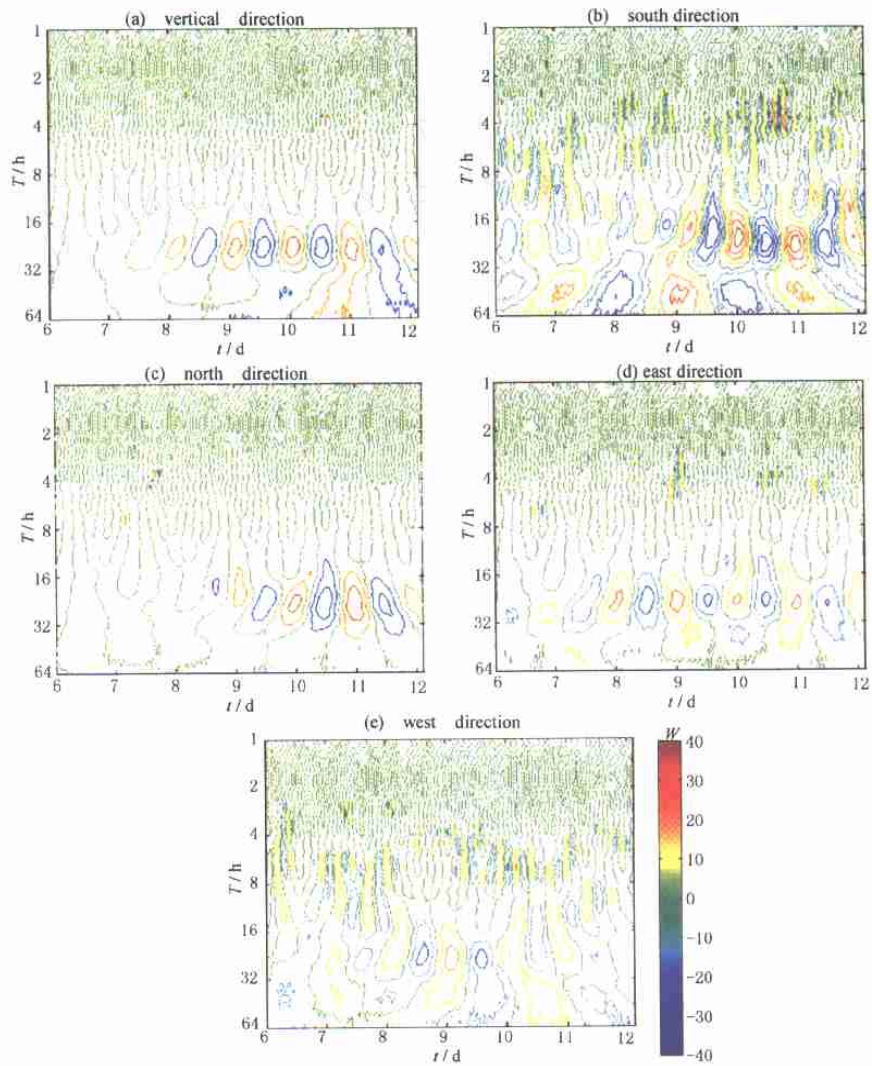 (a) vertical direction
(b) south direction
1
2
4
8
16
32
64
T / h
6 7 8 9 10 11 12
t / d
1
2
4
8
16
32
64
T / h
6 7 8 9 10 11 12
t / d
(c) north direction
(d) east direction
1
2
4
8
16
32
64
T / h
6 7 8 9 10 11 12
t / d
1
2
4
8
16
32
64
T / h
6 7 8 9 10 11 12
t / d
(e) west direction
1
2
4
8
16
32
64
T / h
6 7 8 9 10 11 12
t / d
W
40
30
20
10
0
-10
-20
-30
-40